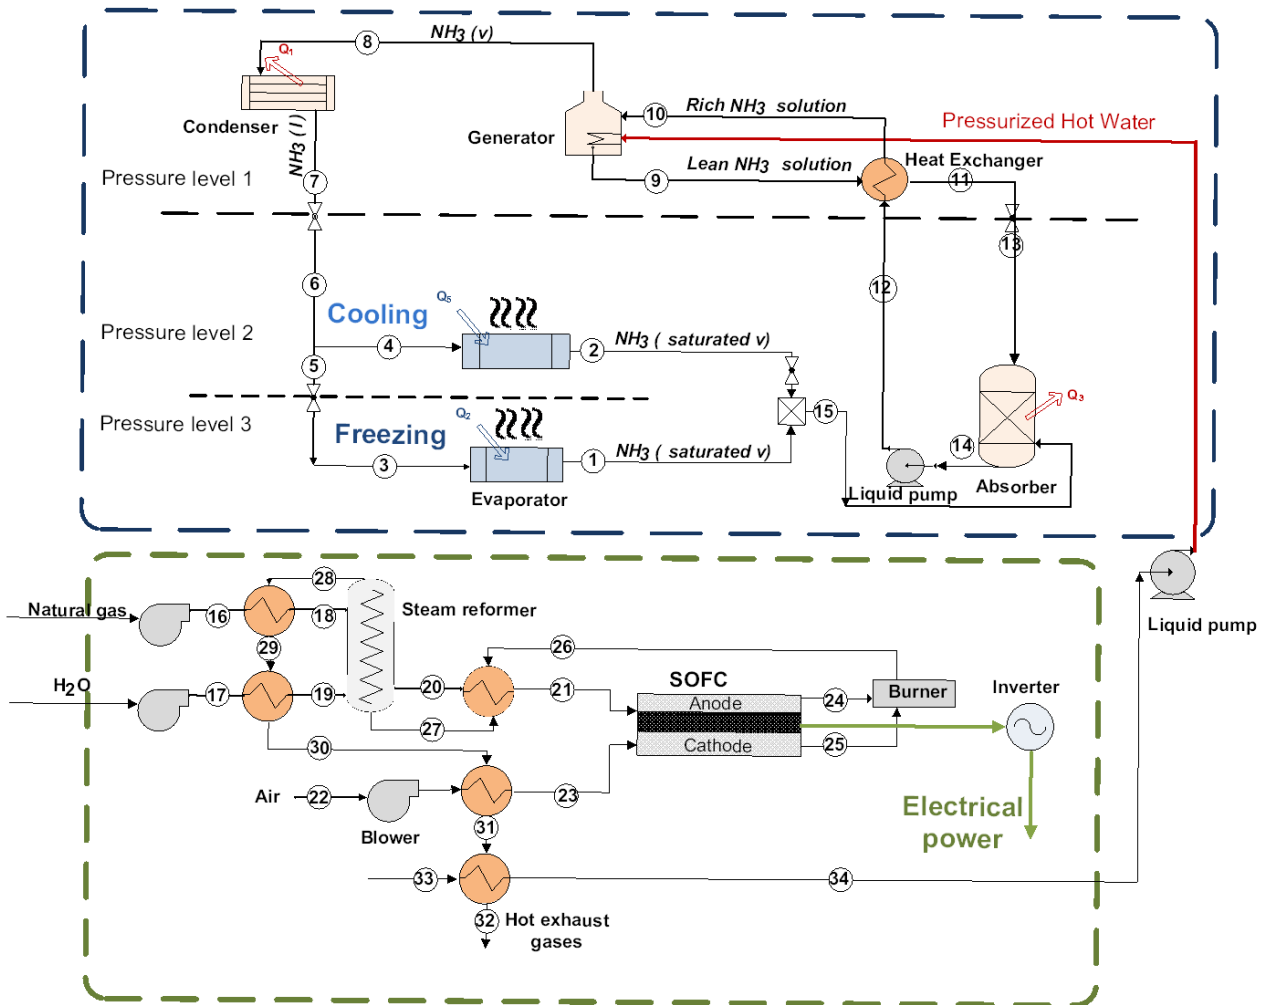 NH3 (v)
8
Q1
Condenser
NH3 (l)
Generator
10
Rich NH3 solution
Pressurized Hot Water
Heat Exchanger
Lean NH3 solution
9
11
Pressure level 1
7
13
6
12
Q5
Cooling
Pressure level 2
4
2
NH3 ( saturated v)
5
Pressure level 3
Q2
Freezing
15
Q3
3
1
NH3 ( saturated v)
14
Evaporator
Liquid pump
Absorber
28
Natural gas
16
18
Steam reformer
Liquid pump
29
26
H2O
17
19
20
21
SOFC
Anode
24
Burner
Inverter
27
30
Cathode
25
Air
22
23
Blower
Electrical
power
31
33
34
32
Hot exhaust
gases